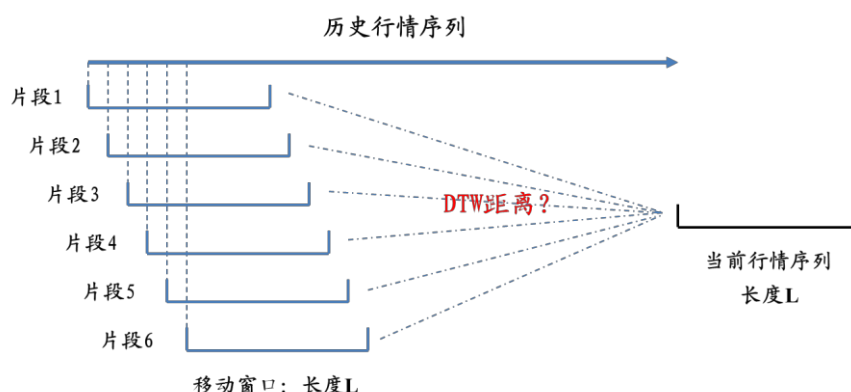 历史行情序列
片段1
片段2
片段3
DTW距离？
片段4
当前行情序列
长度L
片段5
片段6
移动窗口：长度L